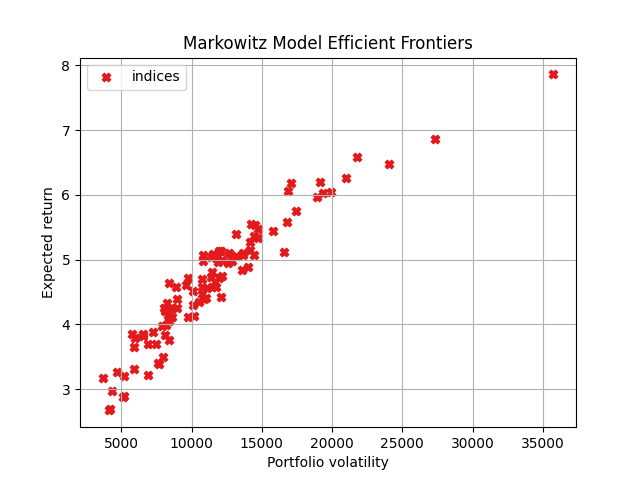 Markowitz Model Efficient Frontiers
indices
Expected return
8
7
6
5
4
3
5000 10000 15000 20000 25000 30000 35000
Portfolio volatility